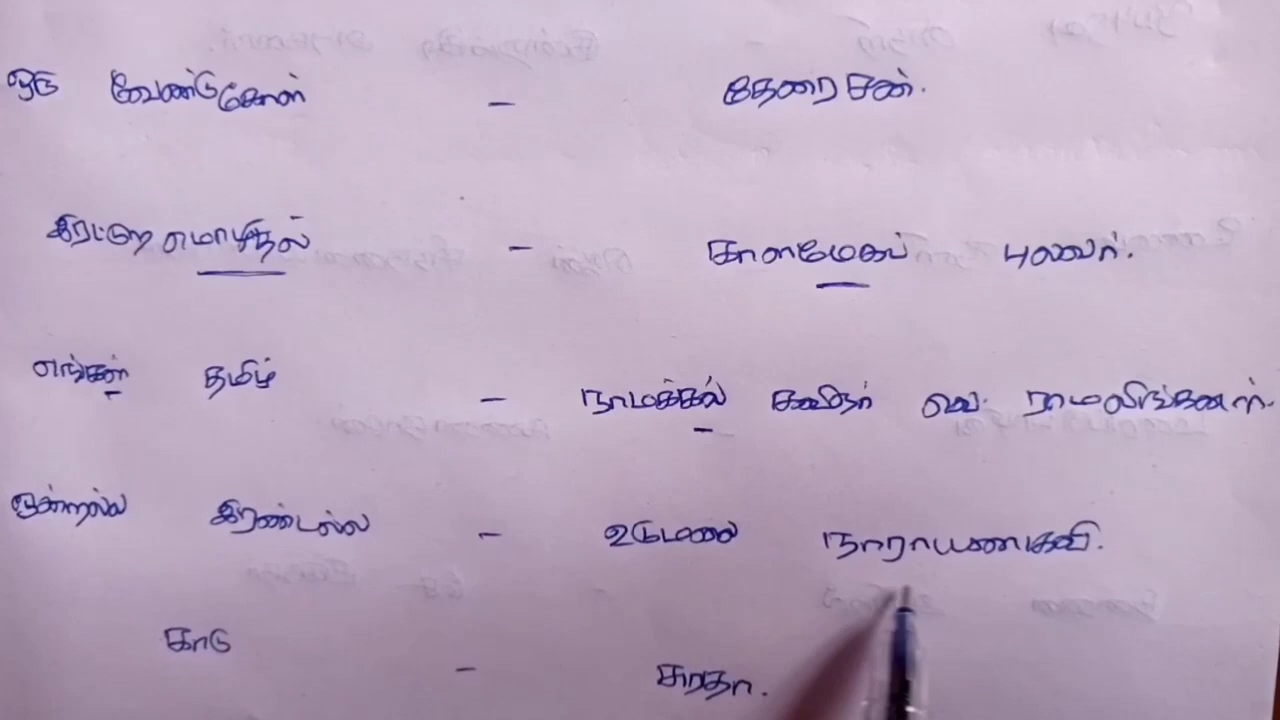 ஒரு வேண்டுகோள் - தேரைசன்.
இரட்டுற மொழிதல் - காளமேகப் புலவர்.
எங்கள் தமிழ் - நாமக்கல் கவிஞர் வெ. ராமலிங்கனார்.
ஒன்றல்ல இரண்டல்ல - உடுமலை நாராயணகவி.
காடு - சுரதா.